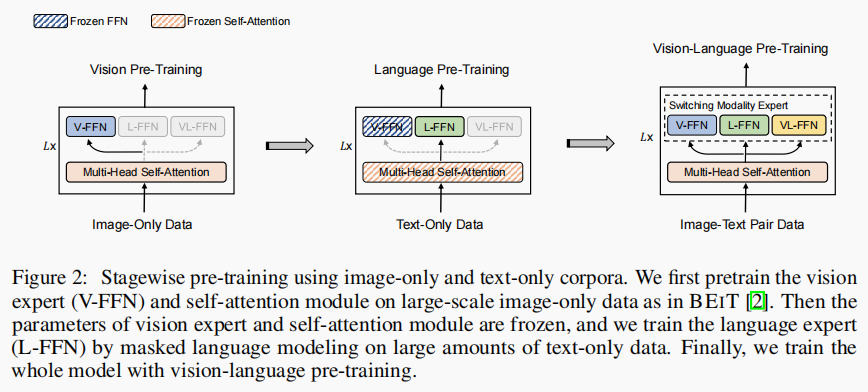 Frozen FFN Frozen Self-Attention
Vision Pre-Training
V-FFN L-FFN VL-FFN
Lx
Multi-Head Self-Attention
Image-Only Data
Language Pre-Training
V-FFN L-FFN VL-FFN
Lx
Multi-Head Self-Attention
Text-Only Data
Vision-Language Pre-Training
Switching Modality Expert
V-FFN L-FFN VL-FFN
Lx
Multi-Head Self-Attention
Image-Text Pair Data
Figure 2: Stagewise pre-training using image-only and text-only corpora. We first pretrain the vision
expert (V-FFN) and self-attention module on large-scale image-only data as in BEIT [2]. Then the
parameters of vision expert and self-attention module are frozen, and we train the language expert
(L-FFN) by masked language modeling on large amounts of text-only data. Finally, we train the
whole model with vision-language pre-training.